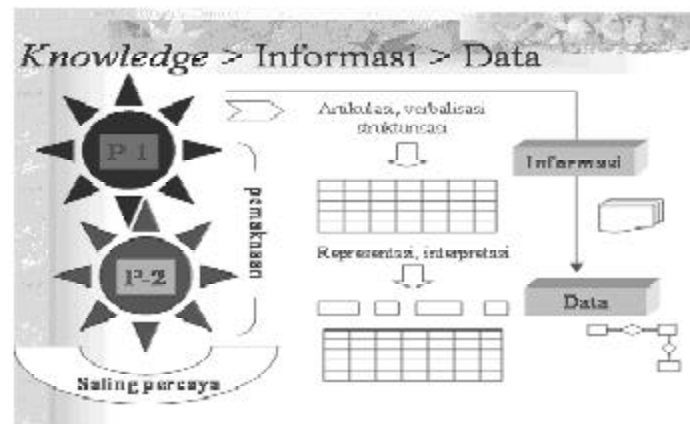 Knowledge > Informasi > Data
P-1
Artikulasi, verbalisasi
strukturisasi
Informasi
pemaknaan
Representasi, interpretasi
P-2
Data
Saling percaya